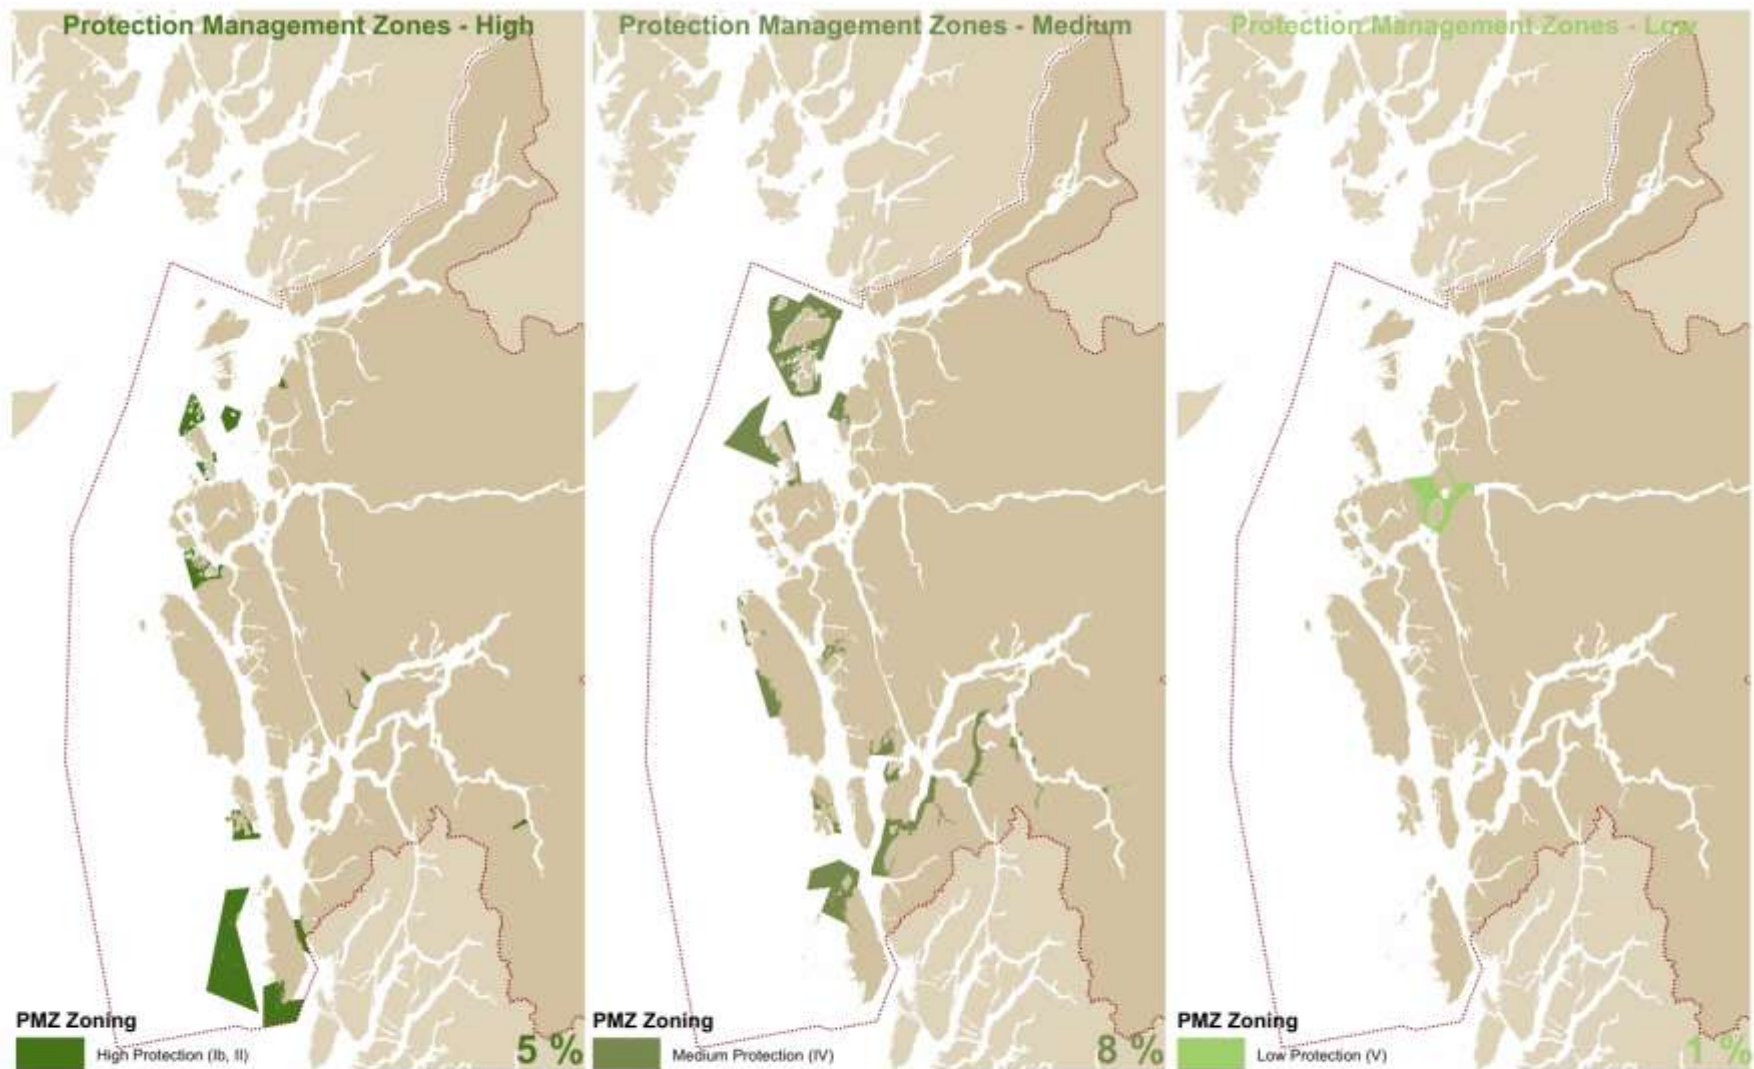 Protection Management Zones - High
Protection Management Zones - Medium
Protection Management Zones - Low
PMZ Zoning
High Protection (Ib, II)
5 %
PMZ Zoning
Medium Protection (IV)
8 %
PMZ Zoning
Low Protection (V)
1 %